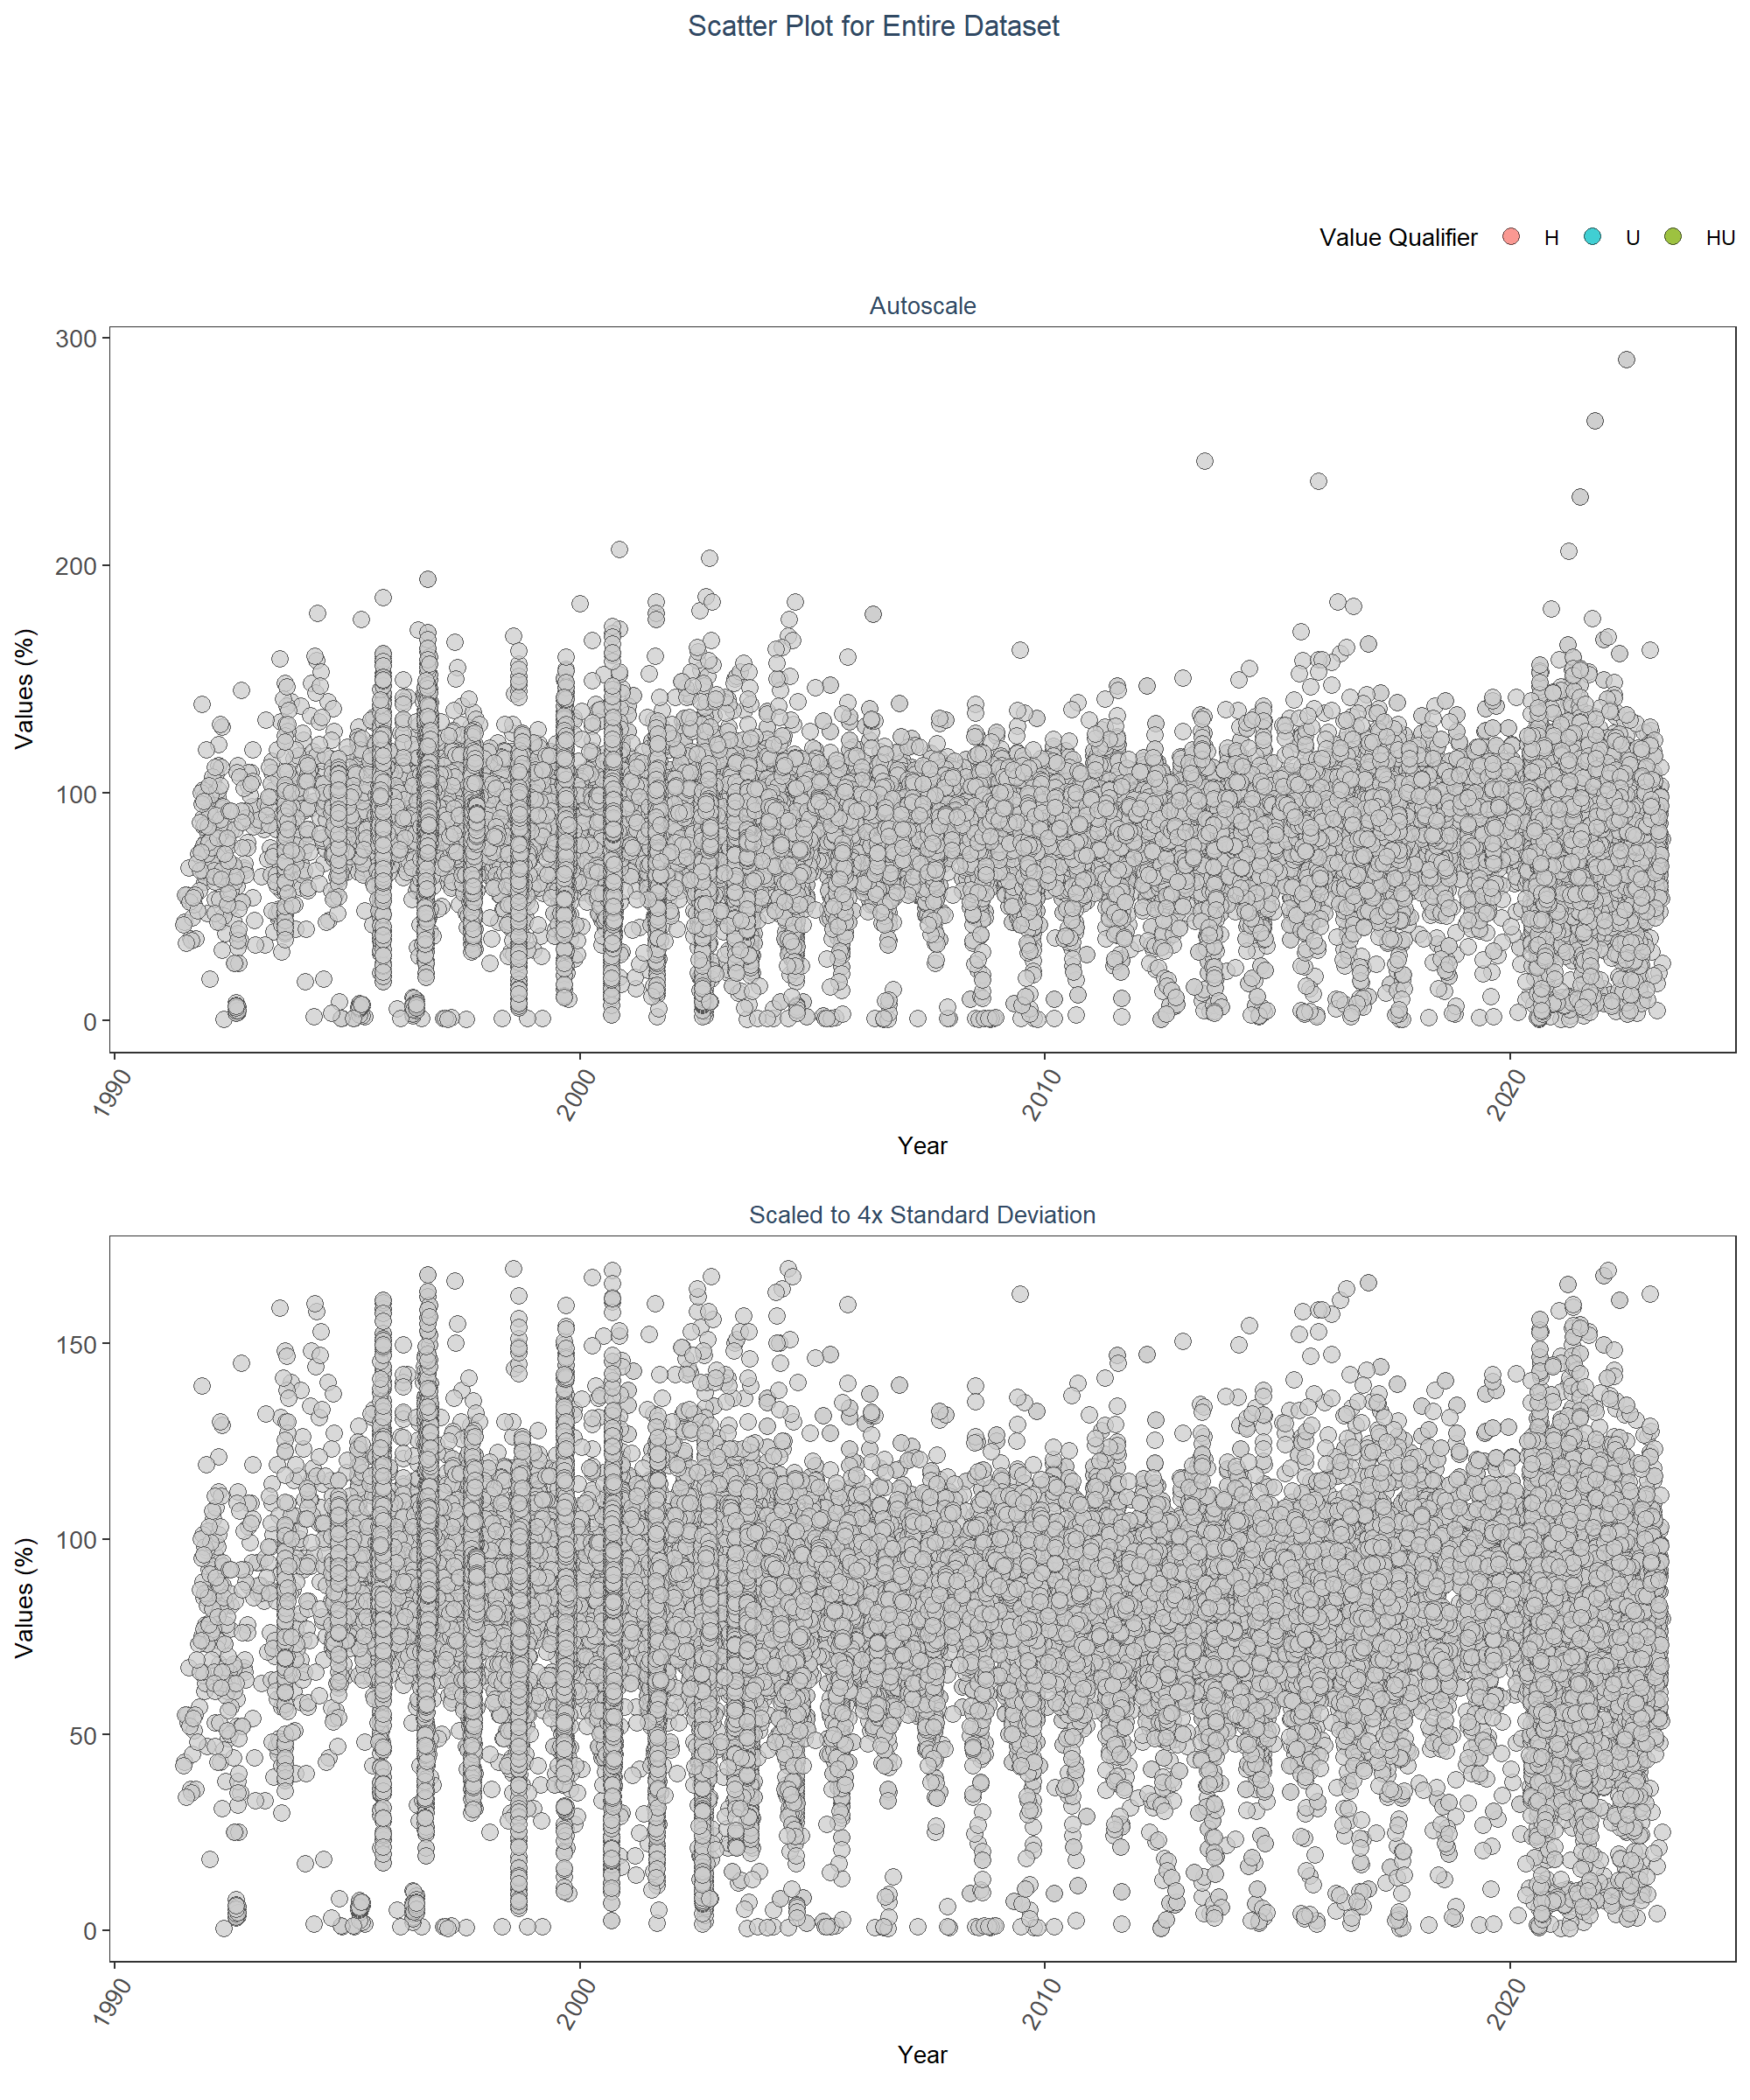 Scatter Plot for Entire Dataset
Value Qualifier H U HU
Autoscale
300
200
100
0
Values (%)
1990 2000 2010 2020
Year
Scaled to 4x Standard Deviation
150
100
50
0
Values (%)
1990 2000 2010 2020
Year